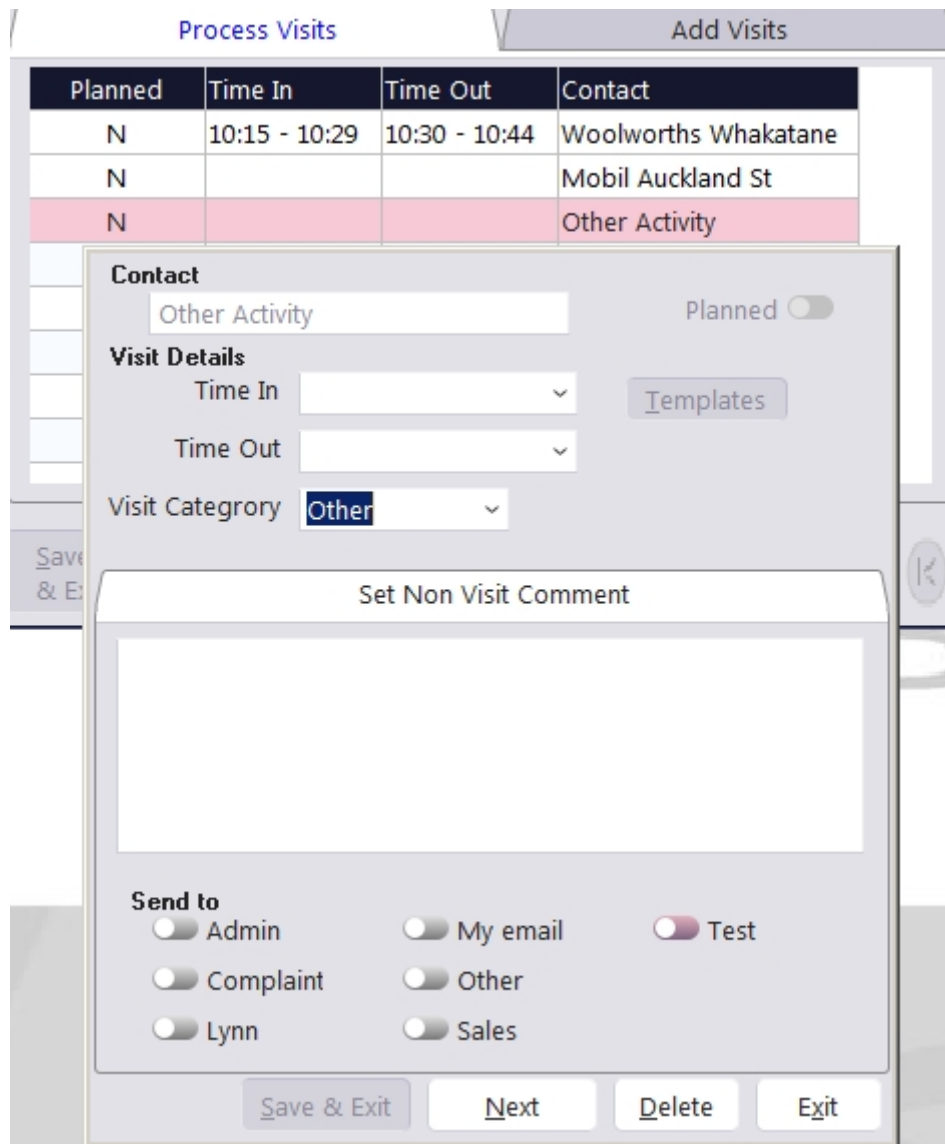 Process Visits Add Visits
Planned Time In Time Out Contact
N 10:15 - 10:29 10:30 - 10:44 Woolworths Whakatane
N Mobil Auckland St
N Other Activity
Contact
Other Activity Planned
Visit Details
Time In Templates
Time Out
Visit Categrory Other
Save
& E
Set Non Visit Comment
Send to
Admin My email Test
Complaint Other
Lynn Sales
Save & Exit Next Delete Exit